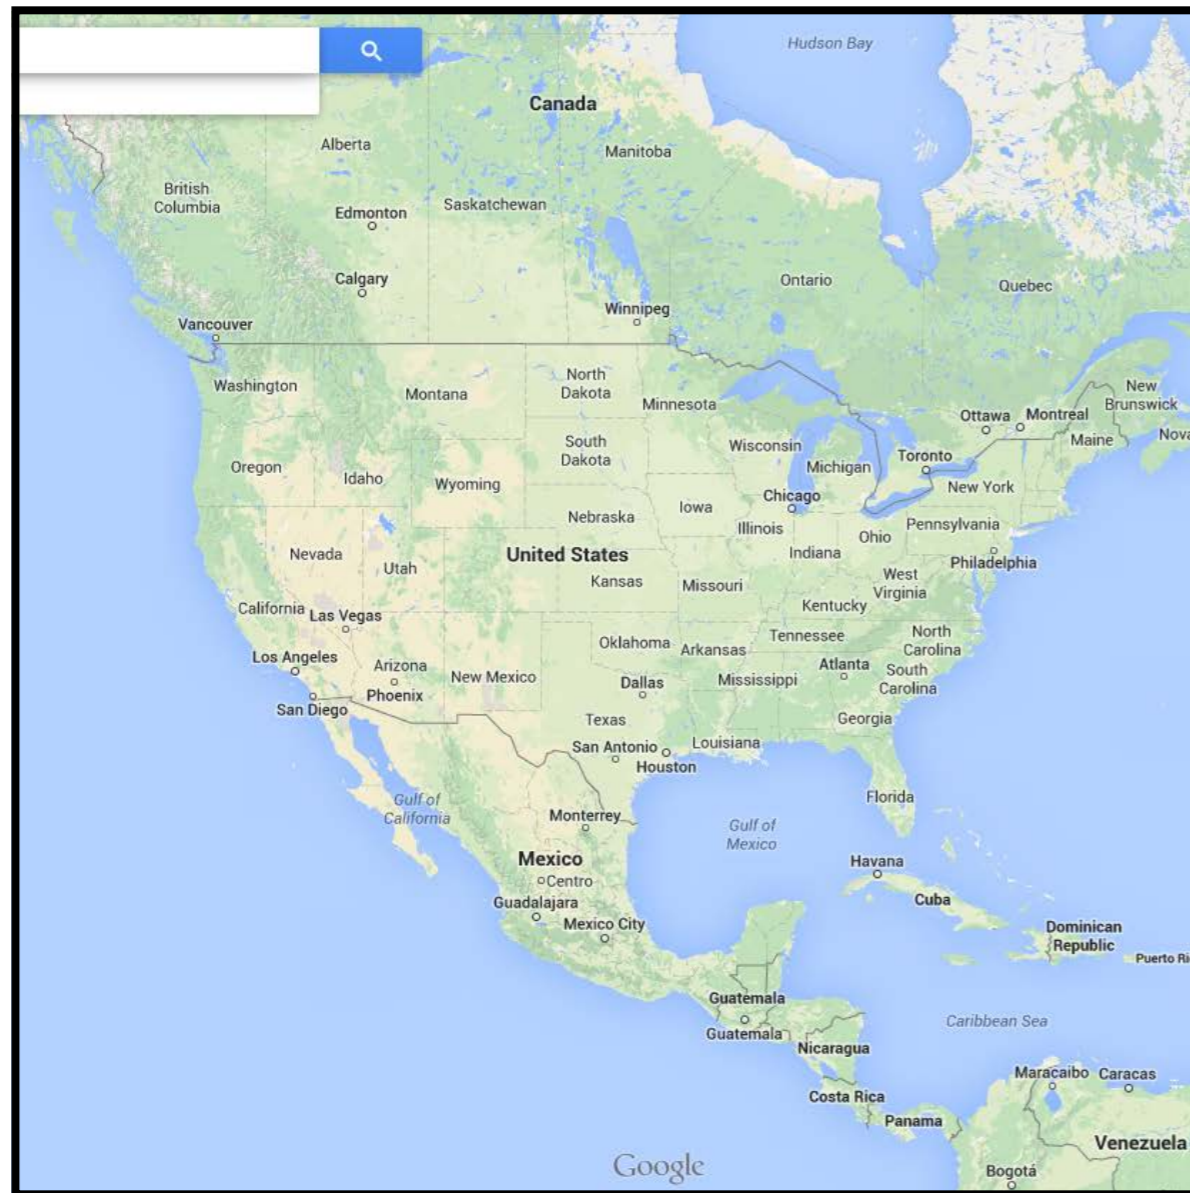 Hudson Bay
Canada
Alberta
Manitoba
British
Columbia
Saskatchewan
Edmonton
Calgary
Ontario
Quebec
Winnipeg
Vancouver
Washington
Montana
North
Dakota
Minnesota
New
Brunswick
Ottawa
Montreal
Maine
Nova
Wisconsin
South
Dakota
Michigan
Toronto
Oregon
Idaho
Wyoming
New York
Chicago
Iowa
Nebraska
Illinois
Pennsylvania
Ohio
Indiana
Nevada
Utah
United States
Philadelphia
Kansas
Missouri
West
Virginia
California
Las Vegas
Kentucky
Oklahoma
Arkansas
Tennessee
North
Carolina
Los Angeles
Arizona
New Mexico
Atlanta
South
Carolina
Dallas
Mississippi
Phoenix
San Diego
Texas
Georgia
San Antonio
Louisiana
Houston
Florida
Gulf of
California
Monterrey
Gulf of
Mexico
Mexico
Centro
Havana
Cuba
Guadalajara
Mexico City
Dominican
Republic
Puerto Ri
Guatemala
Guatemala
Caribbean Sea
Nicaragua
Maracaibo
Caracas
Costa Rica
Panama
Venezuela
Google
Bogotá